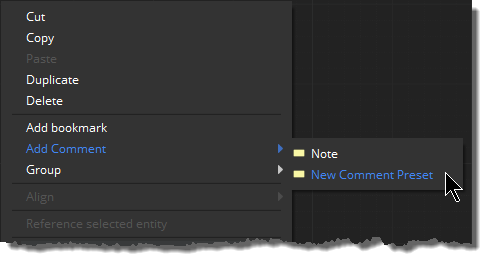 Cut
Copy
Paste
Duplicate
Delete
Add bookmark
Add Comment
Note
New Comment Preset
Group
Align
Reference selected entity